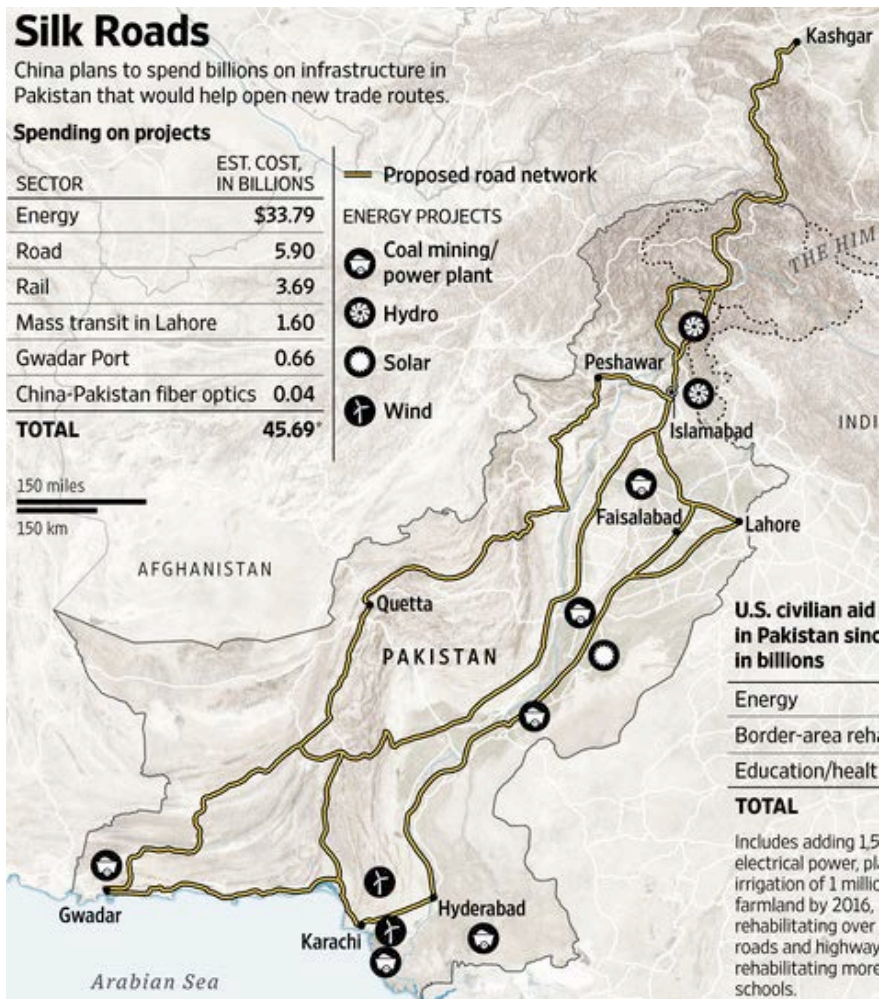 Silk Roads
China plans to spend billions on infrastructure in
Pakistan that would help open new trade routes.
Spending on projects
SECTOR EST. COST, IN BILLIONS
Energy $33.79
Road 5.90
Rail 3.69
Mass transit in Lahore 1.60
Gwadar Port 0.66
China-Pakistan fiber optics 0.04
TOTAL 45.69*
150 miles
150 km
Proposed road network
ENERGY PROJECTS
Coal mining/
power plant
Hydro
Solar
Wind
Kashgar
THE HIM
Peshawar
Islamabad
INDI
Faisalabad
Lahore
AFGHANISTAN
Quetta
PAKISTAN
Gwadar
Karachi
Hyderabad
Arabian Sea
U.S. civilian aid
in Pakistan sinc
in billions
Energy
Border-area reha
Education/healt
TOTAL
Includes adding 1,5
electrical power, pla
irrigation of 1 millio
farmland by 2016,
rehabilitating over
roads and highway
rehabilitating more
schools.